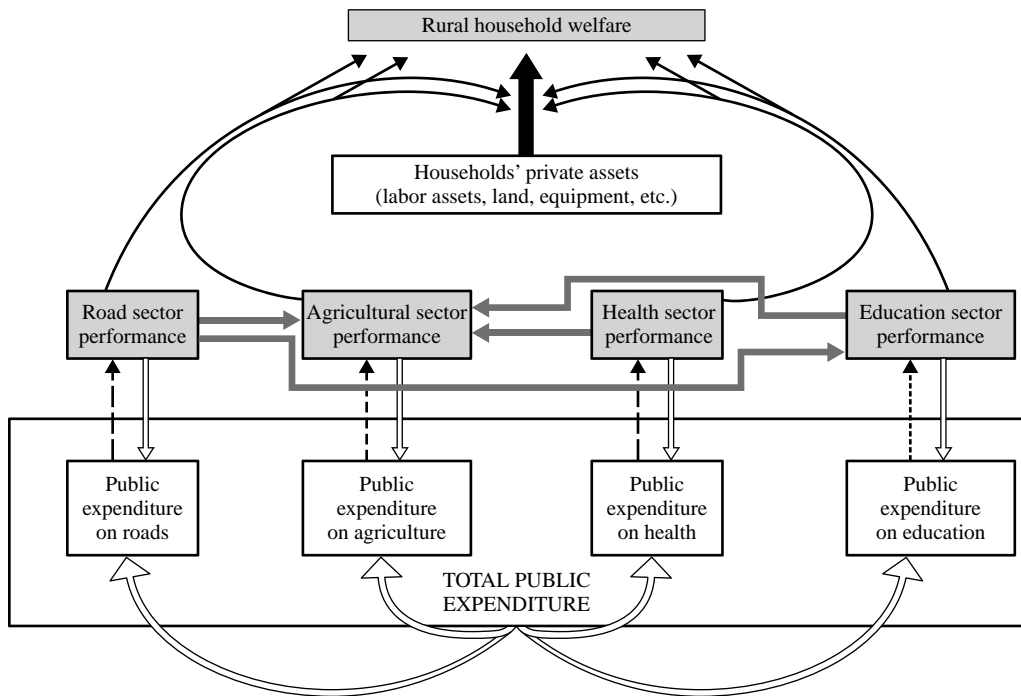 Rural household welfare
Households’ private assets
(labor assets, land, equipment, etc.)
Road sector
performance
Agricultural sector
performance
Health sector
performance
Education sector
performance
Public
expenditure
on roads
Public
expenditure
on agriculture
Public
expenditure
on health
Public
expenditure
on education
TOTAL PUBLIC
EXPENDITURE